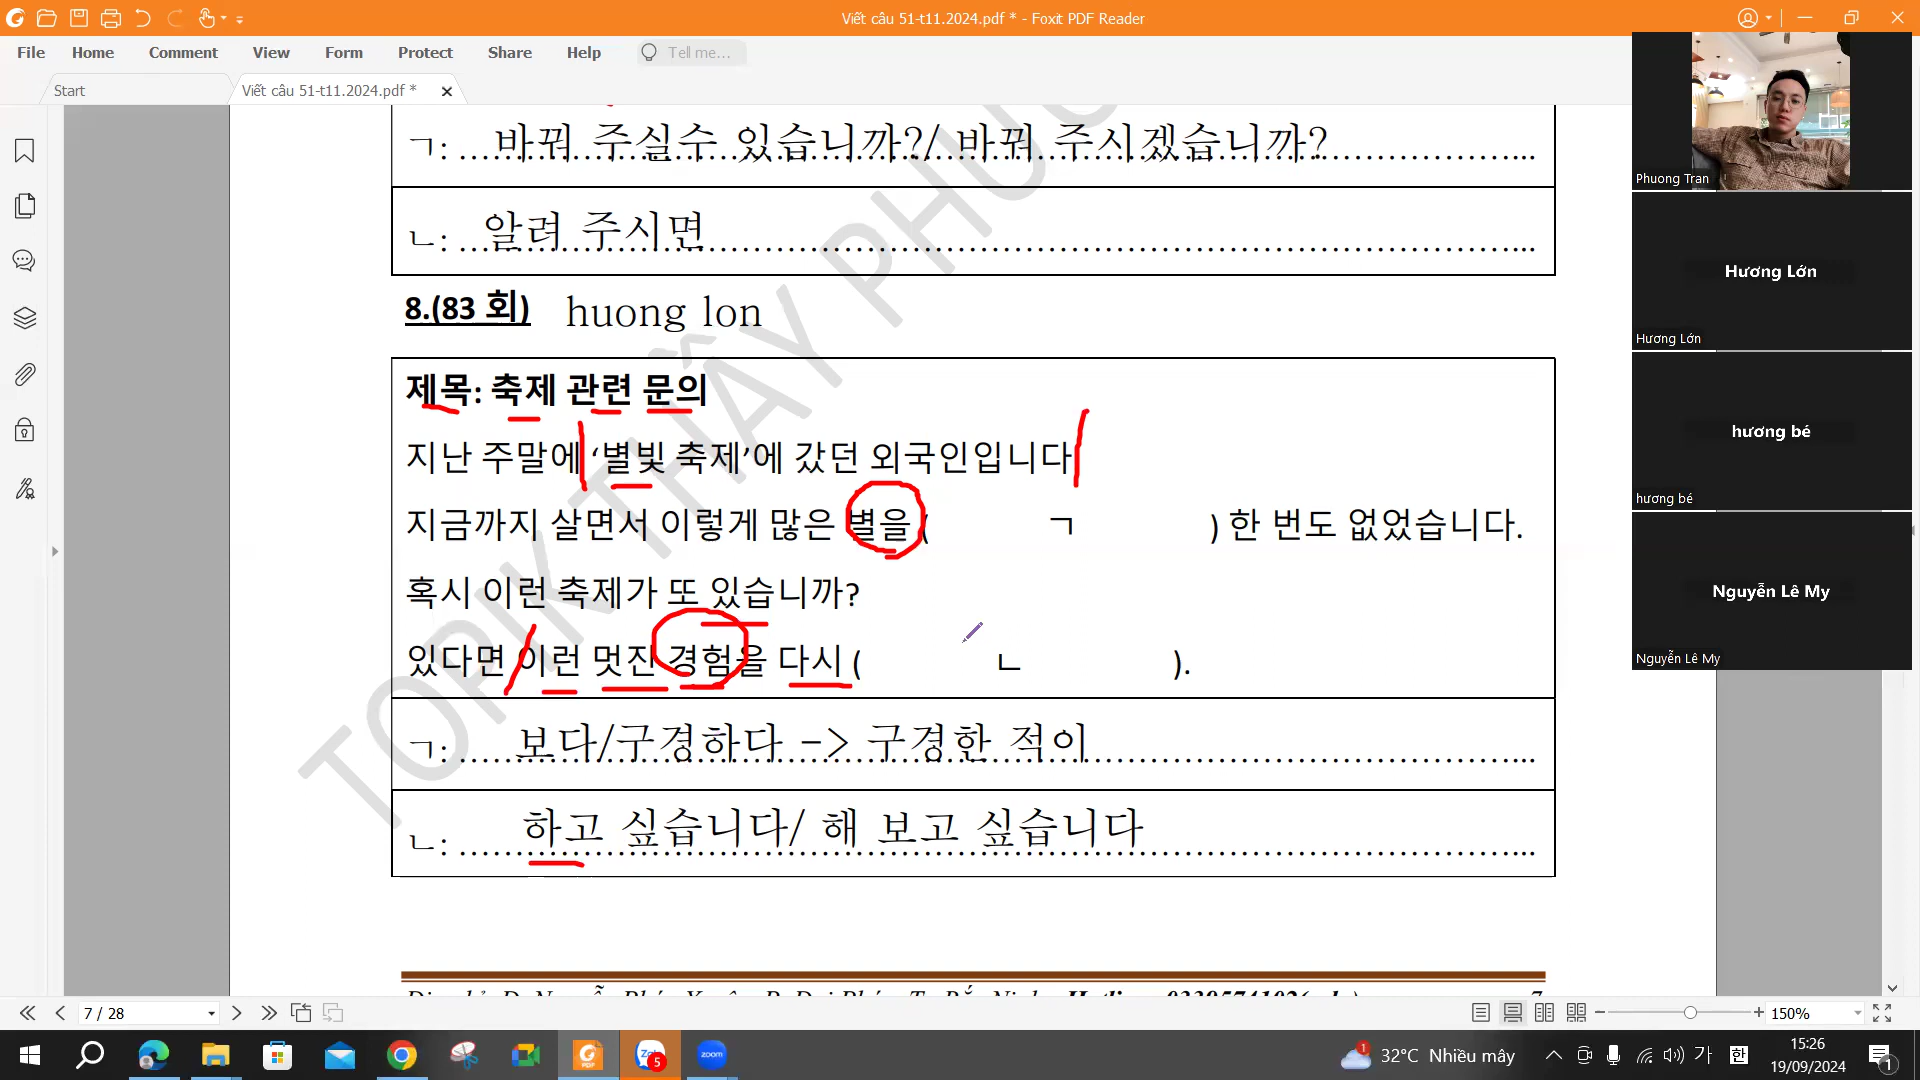 Viết câu 51-t11.2024.pdf * - Foxit PDF Reader
File Home Comment View Form Protect Share Help Tell me...
Start Viết câu 51-t11.2024.pdf *
ㄱ: 바꿔 주실수 있습니까?/ 바꿔 주시겠습니까?
ㄴ: 알려 주시면
8.(83 회) huong lon
제목: 축제 관련 문의
지난 주말에 ‘별빛 축제’에 갔던 외국인입니다
지금까지 살면서 이렇게 많은 별을 ( ㄱ ) 한 번도 없었습니다.
혹시 이런 축제가 또 있습니까?
있다면 이런 멋진 경험을 다시 ( ㄴ ).
ㄱ: 보다/구경하다 -> 구경한 적이
ㄴ: 하고 싶습니다/ 해 보고 싶습니다
TOPIK THẦY PHƯƠ
Phuong Tran
Hương Lớn
Hương Lớn
hương bé
hương bé
Nguyễn Lê My
Nguyễn Lê My
7 / 28
150%
32°C Nhiều mây
가 한
15:26
19/09/2024
1
5
zoom